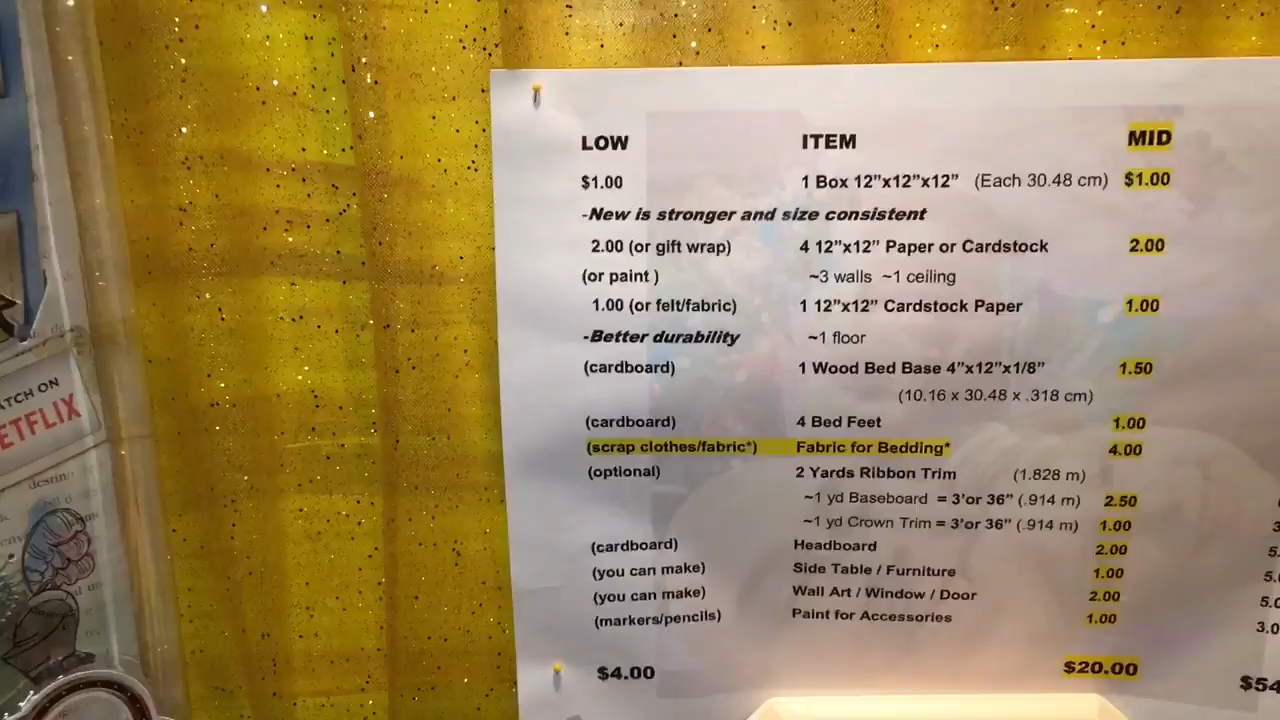 LOW ITEM MID
$1.00 1 Box 12”x12”x12” (Each 30.48 cm) $1.00
-New is stronger and size consistent
2.00 (or gift wrap) 4 12”x12” Paper or Cardstock 2.00
(or paint ) ~3 walls ~1 ceiling
1.00 (or felt/fabric) 1 12”x12” Cardstock Paper 1.00
-Better durability ~1 floor
(cardboard) 1 Wood Bed Base 4”x12”x1/8” 1.50
(10.16 x 30.48 x .318 cm)
(cardboard) 4 Bed Feet 1.00
(scrap clothes/fabric*) Fabric for Bedding* 4.00
(optional) 2 Yards Ribbon Trim (1.828 m)
~1 yd Baseboard = 3’or 36” (.914 m) 2.50
~1 yd Crown Trim = 3’or 36” (.914 m) 1.00
(cardboard) Headboard 2.00
(you can make) Side Table / Furniture 1.00
(you can make) Wall Art / Window / Door 2.00
(markers/pencils) Paint for Accessories 1.00
$4.00 $20.00 $54
ATCH ON
ETFLIX
destin